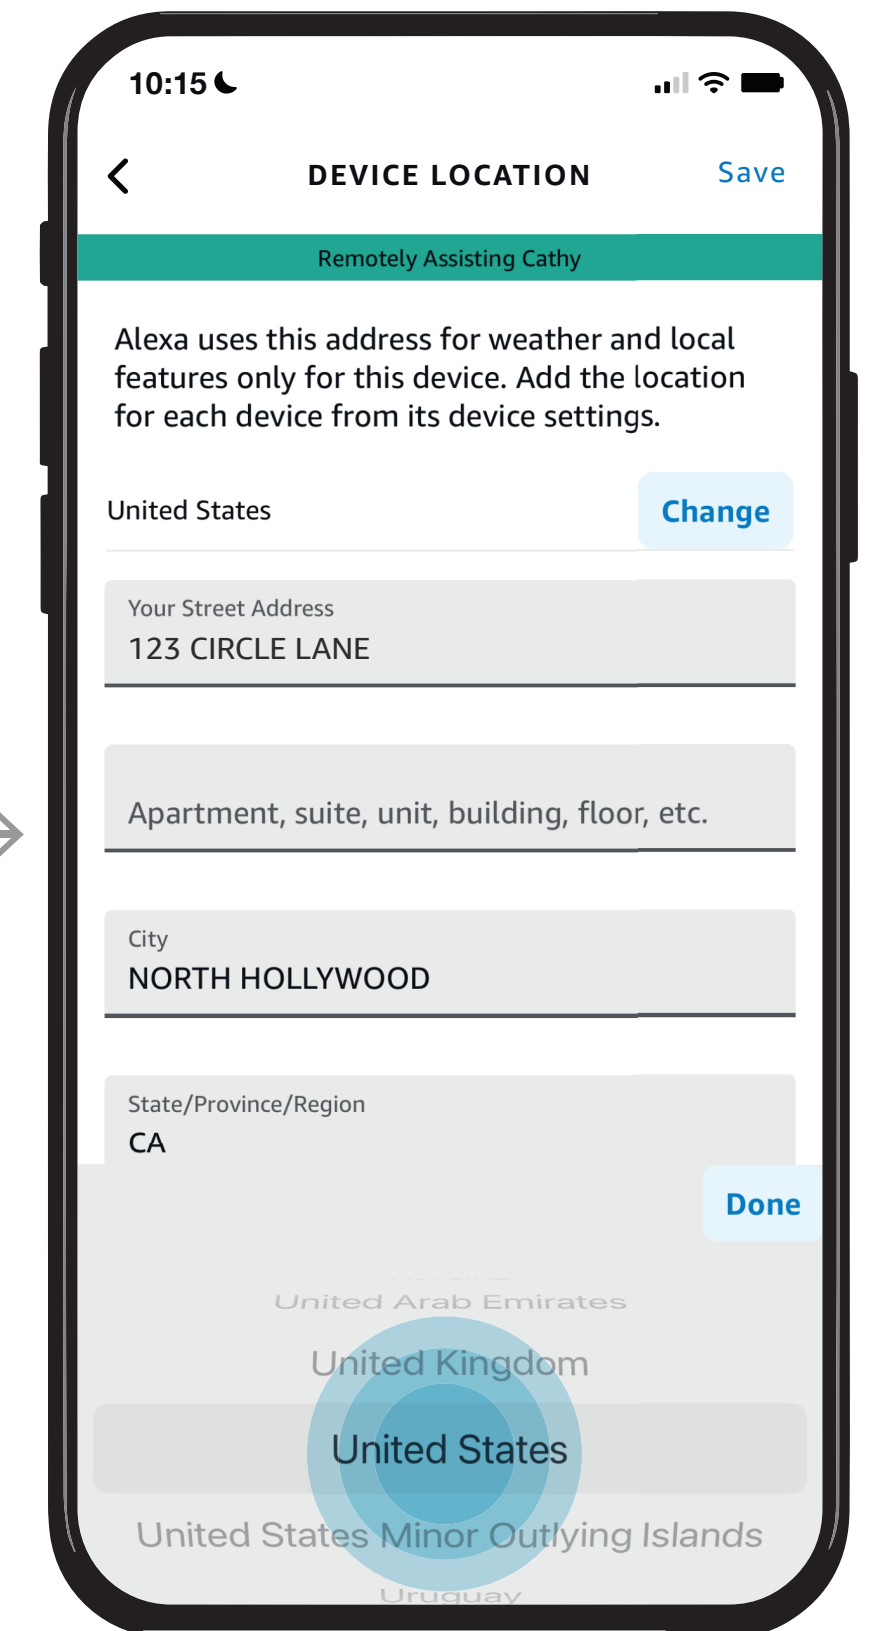 10:15
DEVICE LOCATION
Save
Remotely Assisting Cathy
Alexa uses this address for weather and local
features only for this device. Add the location
for each device from its device settings.
United States
Change
Your Street Address
123 CIRCLE LANE
Apartment, suite, unit, building, floor, etc.
City
NORTH HOLLYWOOD
State/Province/Region
CA
Done
United Arab Emirates
United Kingdom
United States
United States Minor Outlying Islands
Uruguay